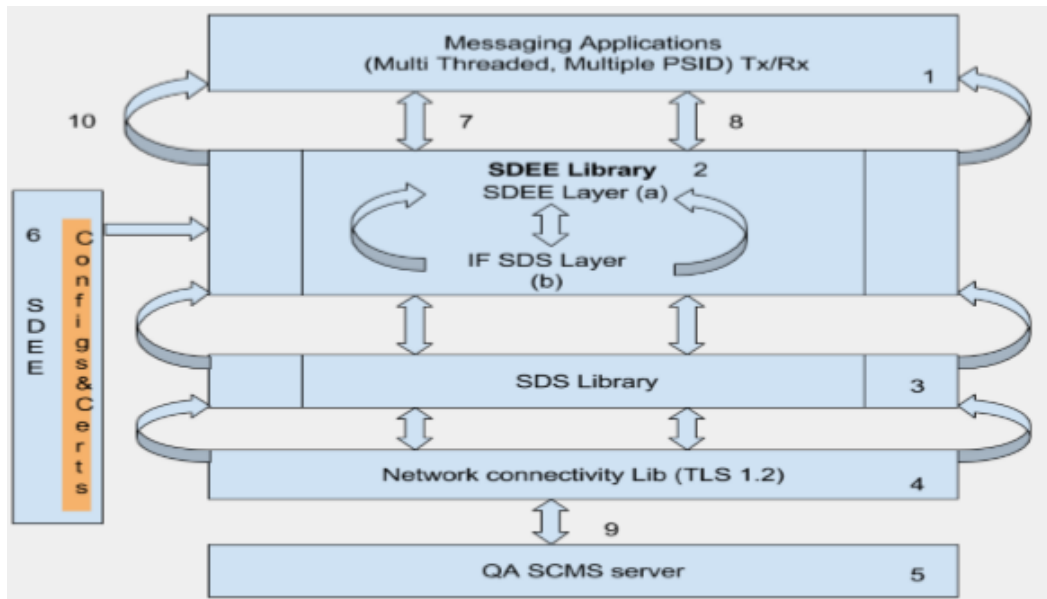 Messaging Applications
(Multi Threaded, Multiple PSID) Tx/Rx
1
10
7
8
SDEE Library 2
SDEE Layer (a)
IF SDS Layer
(b)
6
SDEE
Configs&Certs
SDS Library
3
Network connectivity Lib (TLS 1.2)
4
9
QA SCMS server
5